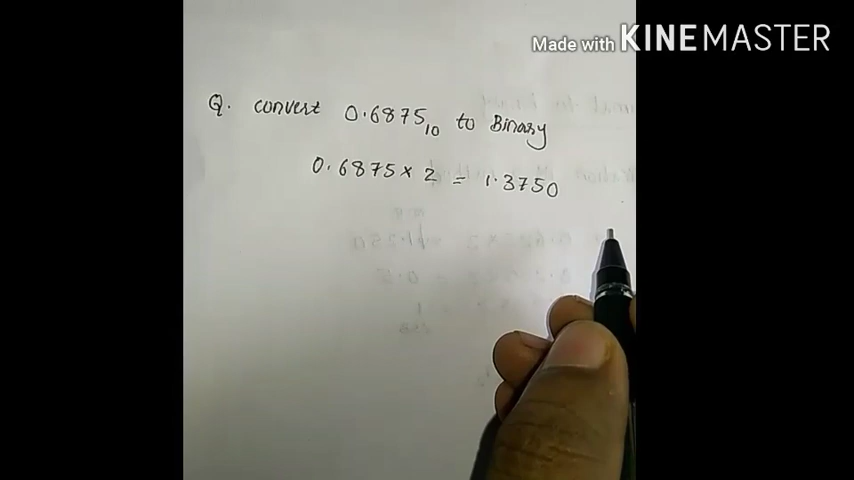 Made with KINEMASTER
Q. convert 0.6875₁₀ to Binary
0.6875 × 2 = 1.3750